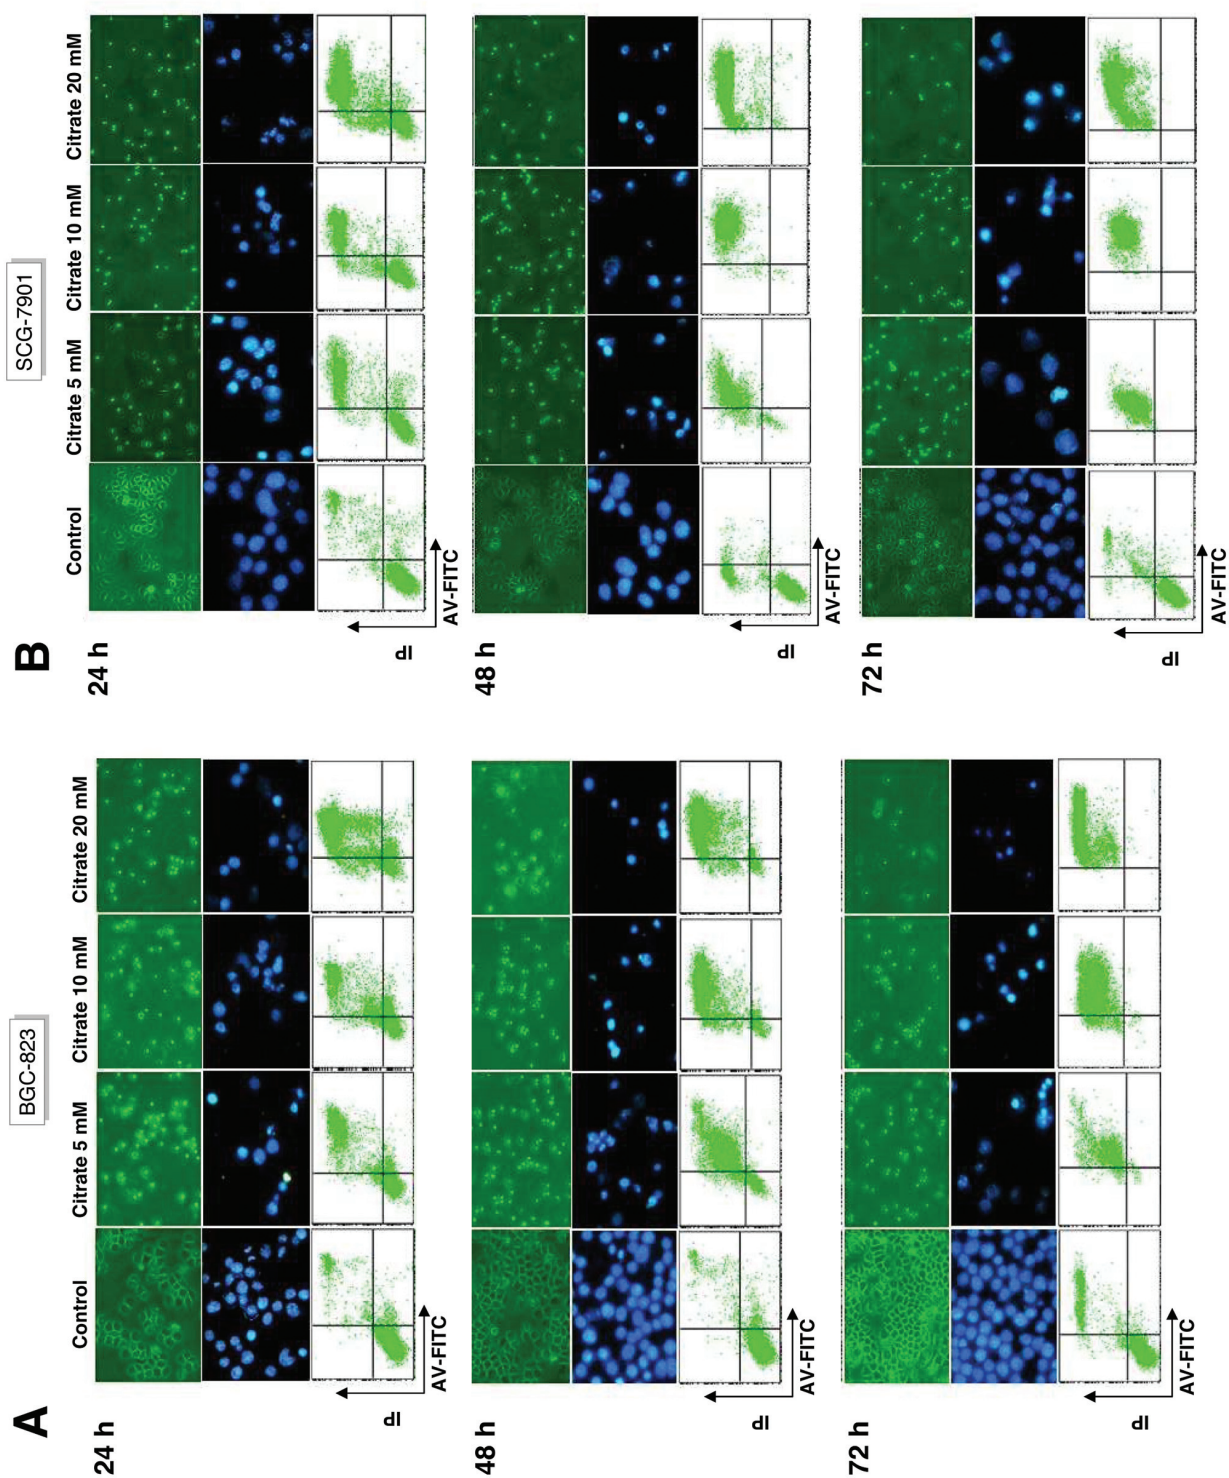 A
BGC-823
Control
Citrate 5 mM
Citrate 10 mM
Citrate 20 mM
24 h
PI
AV-FITC
48 h
PI
AV-FITC
72 h
PI
AV-FITC
B
SCG-7901
Control
Citrate 5 mM
Citrate 10 mM
Citrate 20 mM
24 h
PI
AV-FITC
48 h
PI
AV-FITC
72 h
PI
AV-FITC